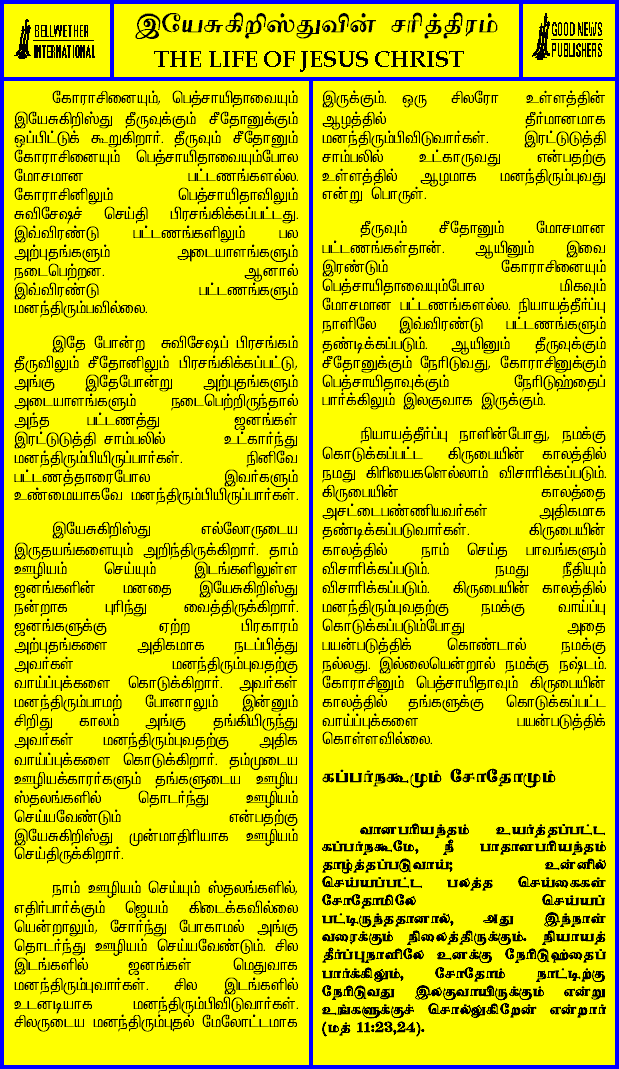 BELLWETHER
INTERNATIONAL
இயேசுகிறிஸ்துவின் சரித்திரம்
THE LIFE OF JESUS CHRIST
GOOD NEWS
PUBLISHERS
கோராசினையும், பெத்சாயிதாவையும்
இயேசுகிறிஸ்து தீருவுக்கும் சீதோனுக்கும்
ஒப்பிட்டுக் கூறுகிறார். தீருவும் சீதோனும்
கோராசினையும் பெத்சாயிதாவையும்போல
மோசமான பட்டணங்களல்ல.
கோராசினிலும் பெத்சாயிதாவிலும்
சுவிசேஷச் செய்தி பிரசங்கிக்கப்பட்டது.
இவ்விரண்டு பட்டணங்களிலும் பல
அற்புதங்களும் அடையாளங்களும்
நடைபெற்றன. ஆனால்
இவ்விரண்டு பட்டணங்களும்
மனந்திரும்பவில்லை.
இதே போன்ற சுவிசேஷப் பிரசங்கம்
தீருவிலும் சீதோனிலும் பிரசங்கிக்கப்பட்டு,
அங்கு இதேபோன்று அற்புதங்களும்
அடையாளங்களும் நடைபெற்றிருந்தால்
அந்த பட்டணத்து ஜனங்கள்
இரட்டுடுத்தி சாம்பலில் உட்கார்ந்து
மனந்திரும்பியிருப்பார்கள். நினிவே
பட்டணத்தாரைபோல இவர்களும்
உண்மையாகவே மனந்திரும்பியிருப்பார்கள்.
இயேசுகிறிஸ்து எல்லோருடைய
இருதயங்களையும் அறிந்திருக்கிறார். தாம்
ஊழியம் செய்யும் இடங்களிலுள்ள
ஜனங்களின் மனதை இயேசுகிறிஸ்து
நன்றாக புரிந்து வைத்திருக்கிறார்.
ஜனங்களுக்கு ஏற்ற பிரகாரம்
அற்புதங்களை அதிகமாக நடப்பித்து
அவர்கள் மனந்திரும்புவதற்கு
வாய்ப்புக்களை கொடுக்கிறார். அவர்கள்
மனந்திரும்பாமற் போனாலும் இன்னும்
சிறிது காலம் அங்கு தங்கியிருந்து
அவர்கள் மனந்திரும்புவதற்கு அதிக
வாய்ப்புக்களை கொடுக்கிறார். தம்முடைய
ஊழியக்காரர்களும் தங்களுடைய ஊழிய
ஸ்தலங்களில் தொடர்ந்து ஊழியம்
செய்யவேண்டும் என்பதற்கு
இயேசுகிறிஸ்து முன்மாதிரியாக ஊழியம்
செய்திருக்கிறார்.
நாம் ஊழியம் செய்யும் ஸ்தலங்களில்,
எதிர்பார்க்கும் ஜெயம் கிடைக்கவில்லை
யென்றாலும், சோர்ந்து போகாமல் அங்கு
தொடர்ந்து ஊழியம் செய்யவேண்டும். சில
இடங்களில் ஜனங்கள் மெதுவாக
மனந்திரும்புவார்கள். சில இடங்களில்
உடனடியாக மனந்திரும்பிவிடுவார்கள்.
சிலருடைய மனந்திரும்புதல் மேலோட்டமாக
இருக்கும். ஒரு சிலரோ உள்ளத்தின்
ஆழத்தில் தீர்மானமாக
மனந்திரும்பிவிடுவார்கள். இரட்டுடுத்தி
சாம்பலில் உட்காருவது என்பதற்கு
உள்ளத்தில் ஆழமாக மனந்திரும்புவது
என்று பொருள்.
தீருவும் சீதோனும் மோசமான
பட்டணங்கள்தான். ஆயினும் இவை
இரண்டும் கோராசினையும்
பெத்சாயிதாவையும்போல மிகவும்
மோசமான பட்டணங்களல்ல. நியாயத்தீர்ப்பு
நாளிலே இவ்விரண்டு பட்டணங்களும்
தண்டிக்கப்படும். ஆயினும் தீருவுக்கும்
சீதோனுக்கும் நேரிடுவது, கோராசினுக்கும்
பெத்சாயிதாவுக்கும் நேரிடுஹதைப்
பார்க்கிலும் இலகுவாக இருக்கும்.
நியாயத்தீர்ப்பு நாளின்போது, நமக்கு
கொடுக்கப்பட்ட கிருபையின் காலத்தில்
நமது கிரியைகளெல்லாம் விசாரிக்கப்படும்.
கிருபையின் காலத்தை
அசட்டைபண்ணியவர்கள் அதிகமாக
தண்டிக்கப்படுவார்கள். கிருபையின்
காலத்தில் நாம் செய்த பாவங்களும்
விசாரிக்கப்படும். நமது நீதியும்
விசாரிக்கப்படும். கிருபையின் காலத்தில்
மனந்திரும்புவதற்கு நமக்கு வாய்ப்பு
கொடுக்கப்படும்போது அதை
பயன்படுத்திக் கொண்டால் நமக்கு
நல்லது. இல்லையென்றால் நமக்கு நஷ்டம்.
கோராசினும் பெத்சாயிதாவும் கிருபையின்
காலத்தில் தங்களுக்கு கொடுக்கப்பட்ட
வாய்ப்புக்களை பயன்படுத்திக்
கொள்ளவில்லை.
கப்பர்நகூமும் சோதோமும்
வானபரியந்தம் உயர்த்தப்பட்ட
கப்பர்நகூமே, நீ பாதாளபரியந்தம்
தாழ்த்தப்படுவாய்; உன்னில்
செய்யப்பட்ட பலத்த செய்கைகள்
சோதோமிலே செய்யப்
பட்டிருந்ததானால், அது இந்நாள்
வரைக்கும் நிலைத்திருக்கும். நியாயத்
தீர்ப்புநாளிலே உனக்கு நேரிடுஹதைப்
பார்க்கிலும், சோதோம் நாட்டிற்கு
நேரிடுவது இலகுவாயிருக்கும் என்று
உங்களுக்குச் சொல்லுகிறேன் என்றார்
(மத் 11:23,24).